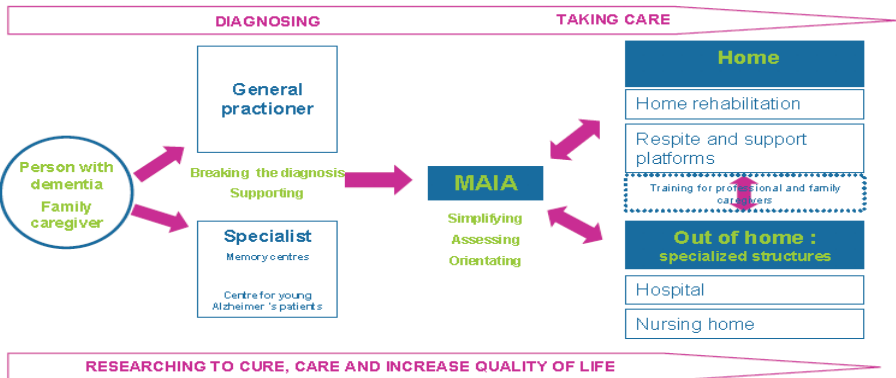 DIAGNOSING
TAKING CARE
General
practioner
Person with
dementia
Family
caregiver
Breaking the diagnosis
Supporting
Specialist
Memory centres
Centre for young
Alzheimer 's patients
MAIA
Simplifying
Assessing
Orientating
Home
Home rehabilitation
Respite and support
platforms
Training for professional and family
caregivers
Out of home :
specialized structures
Hospital
Nursing home
RESEARCHING TO CURE, CARE AND INCREASE QUALITY OF LIFE